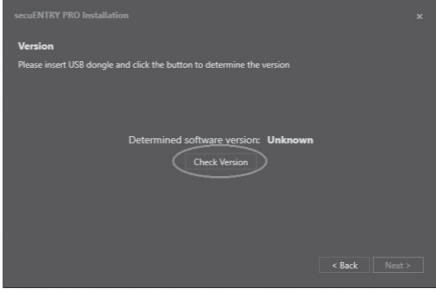 secuENTRY PRO Installation ×
Version
Please insert USB dongle and click the button to determine the version
Determined software version: Unknown
Check Version
< Back Next >